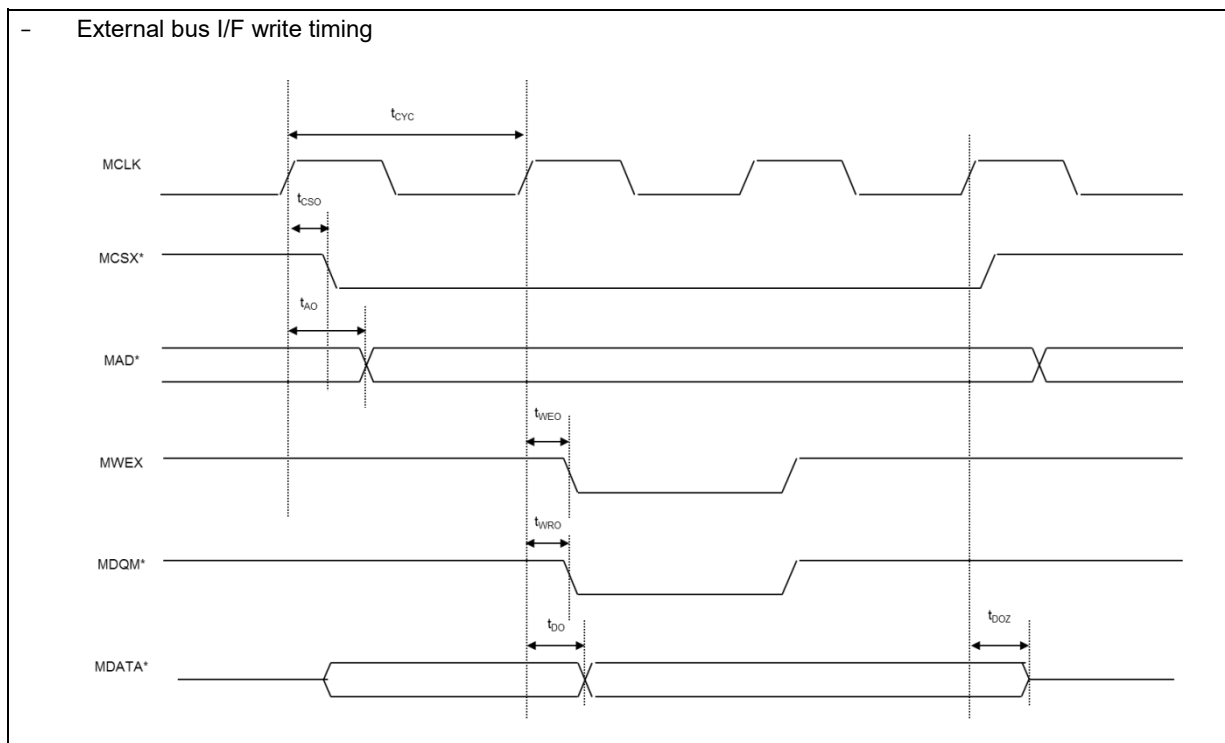 – External bus I/F write timing
tCYC
MCLK
tCSO
MCSX*
tAO
MAD*
tWEO
MWEX
tWRO
MDQM*
tDO
tDOZ
MDATA*